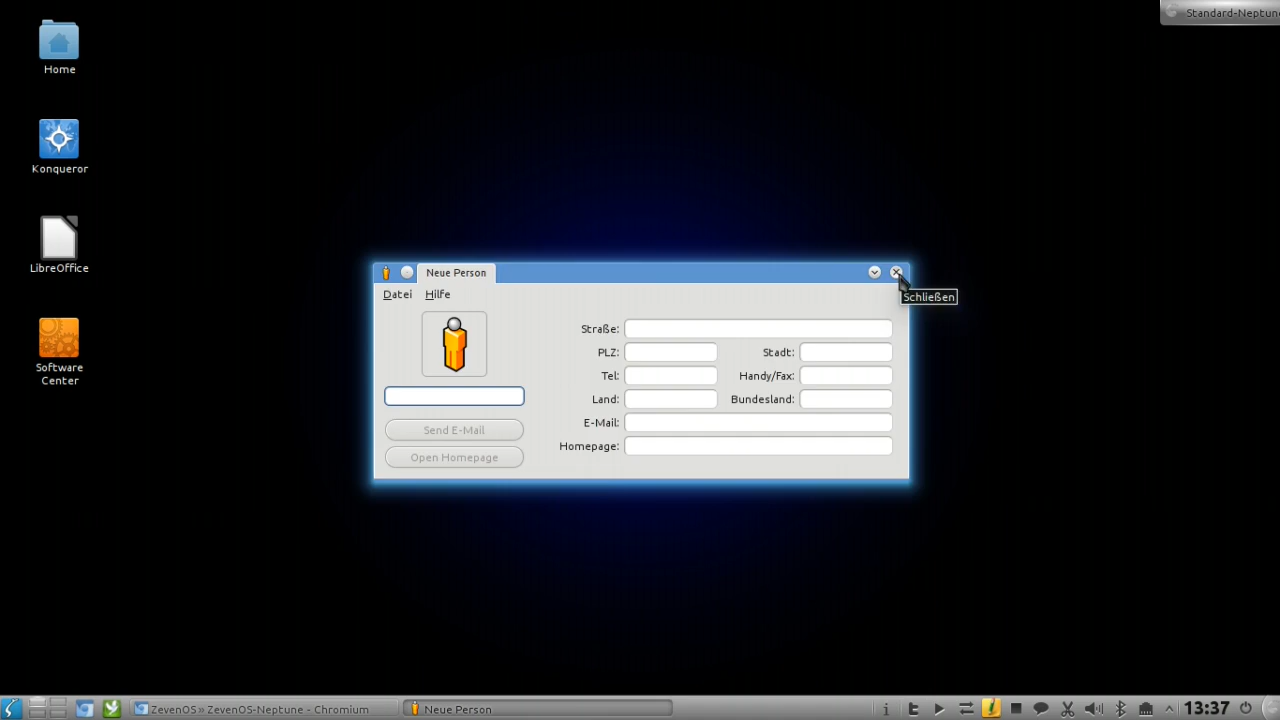 Standard-Neptune
Home
Konqueror
LibreOffice
Software
Center
Neue Person
Schließen
Datei Hilfe
Straße:
PLZ: Stadt:
Tel: Handy/Fax:
Land: Bundesland:
E-Mail:
Homepage:
Send E-Mail
Open Homepage
ZevenOS » ZevenOS-Neptune - Chromium
Neue Person
13:37